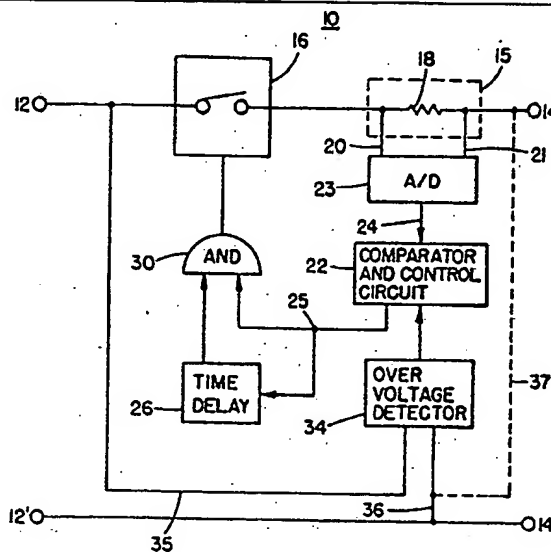 10
16
18
15
12
14
20
21
23
A/D
24
30
AND
22
COMPARATOR
AND CONTROL
CIRCUIT
25
37
26
TIME
DELAY
34
OVER
VOLTAGE
DETECTOR
36
12'
14
35